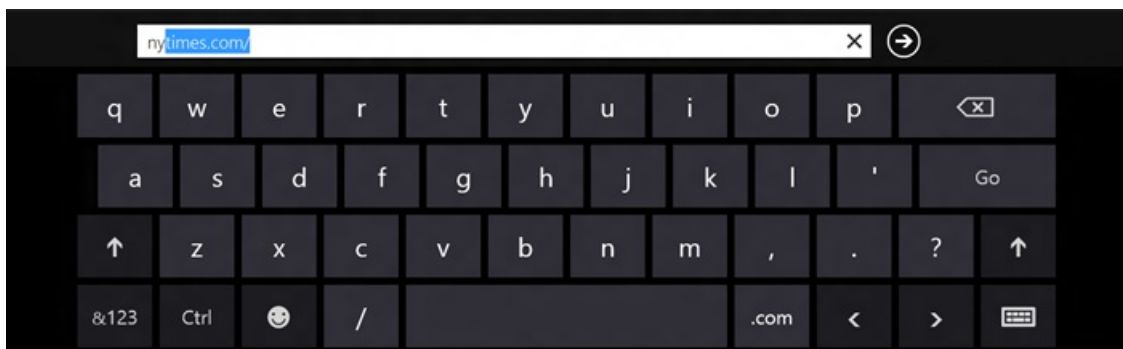 nytimes.com/
q w e r t y u i o p
a s d f g h j k l ' Go
z x c v b n m , . ?
&123 Ctrl / .com < >